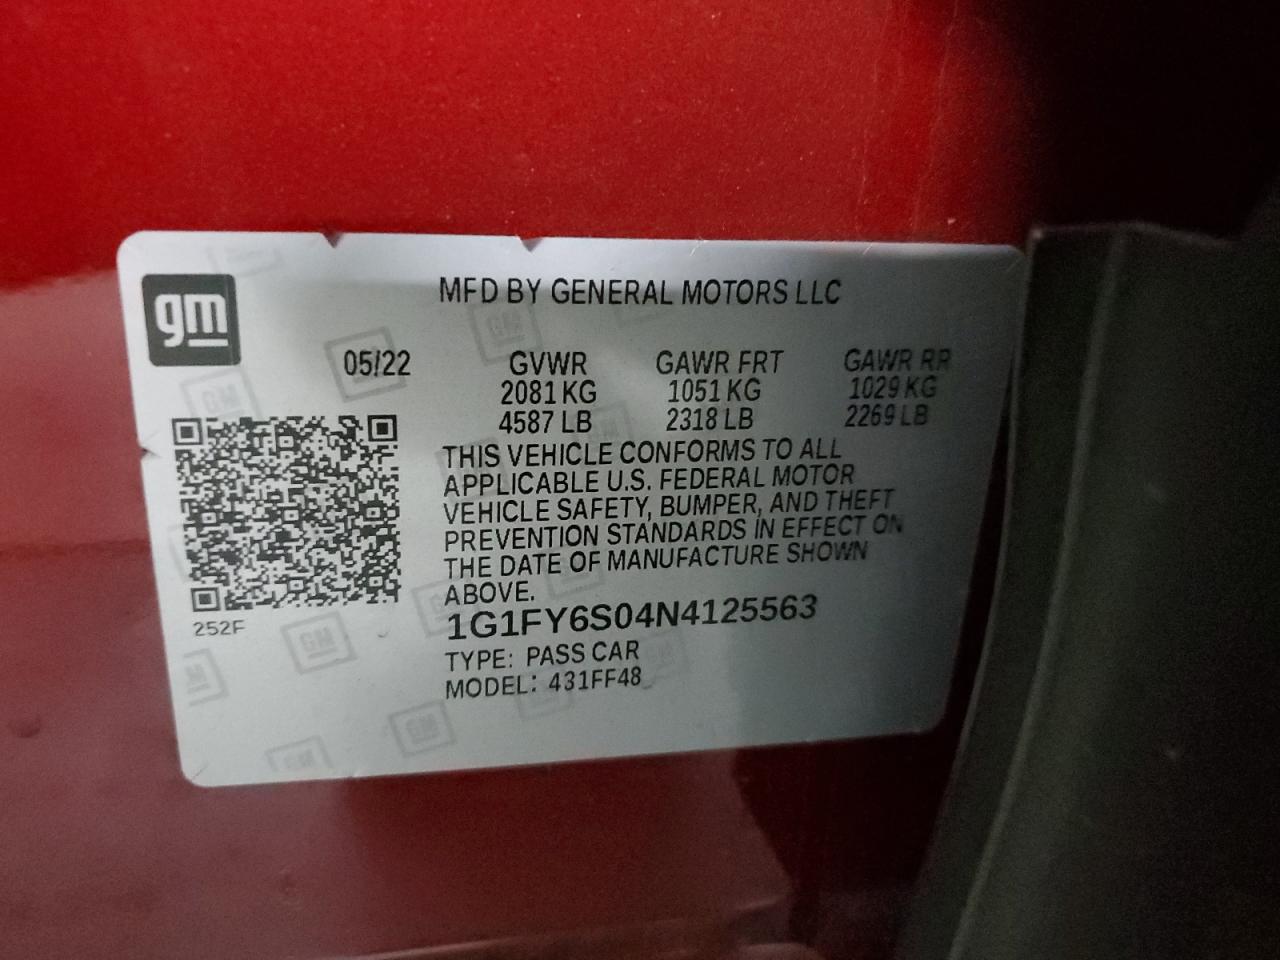 gm
MFD BY GENERAL MOTORS LLC
05/22 GVWR GAWR FRT GAWR RR
2081 KG 1051 KG 1029 KG
4587 LB 2318 LB 2269 LB
THIS VEHICLE CONFORMS TO ALL
APPLICABLE U.S. FEDERAL MOTOR
VEHICLE SAFETY, BUMPER, AND THEFT
PREVENTION STANDARDS IN EFFECT ON
THE DATE OF MANUFACTURE SHOWN
ABOVE.
252F
1G1FY6S04N4125563
TYPE: PASS CAR
MODEL: 431FF48